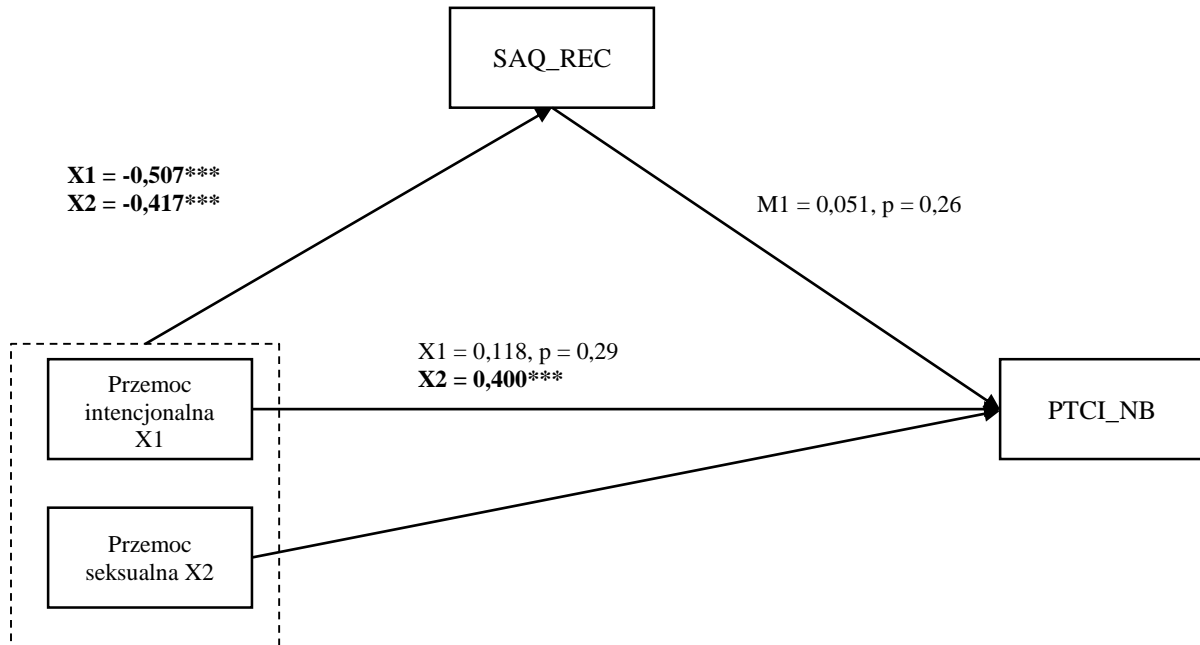 SAQ_REC
X1 = -0,507***
X2 = -0,417***
M1 = 0,051, p = 0,26
X1 = 0,118, p = 0,29
X2 = 0,400***
Przemoc
intencjonalna
X1
PTCI_NB
Przemoc
seksualna X2